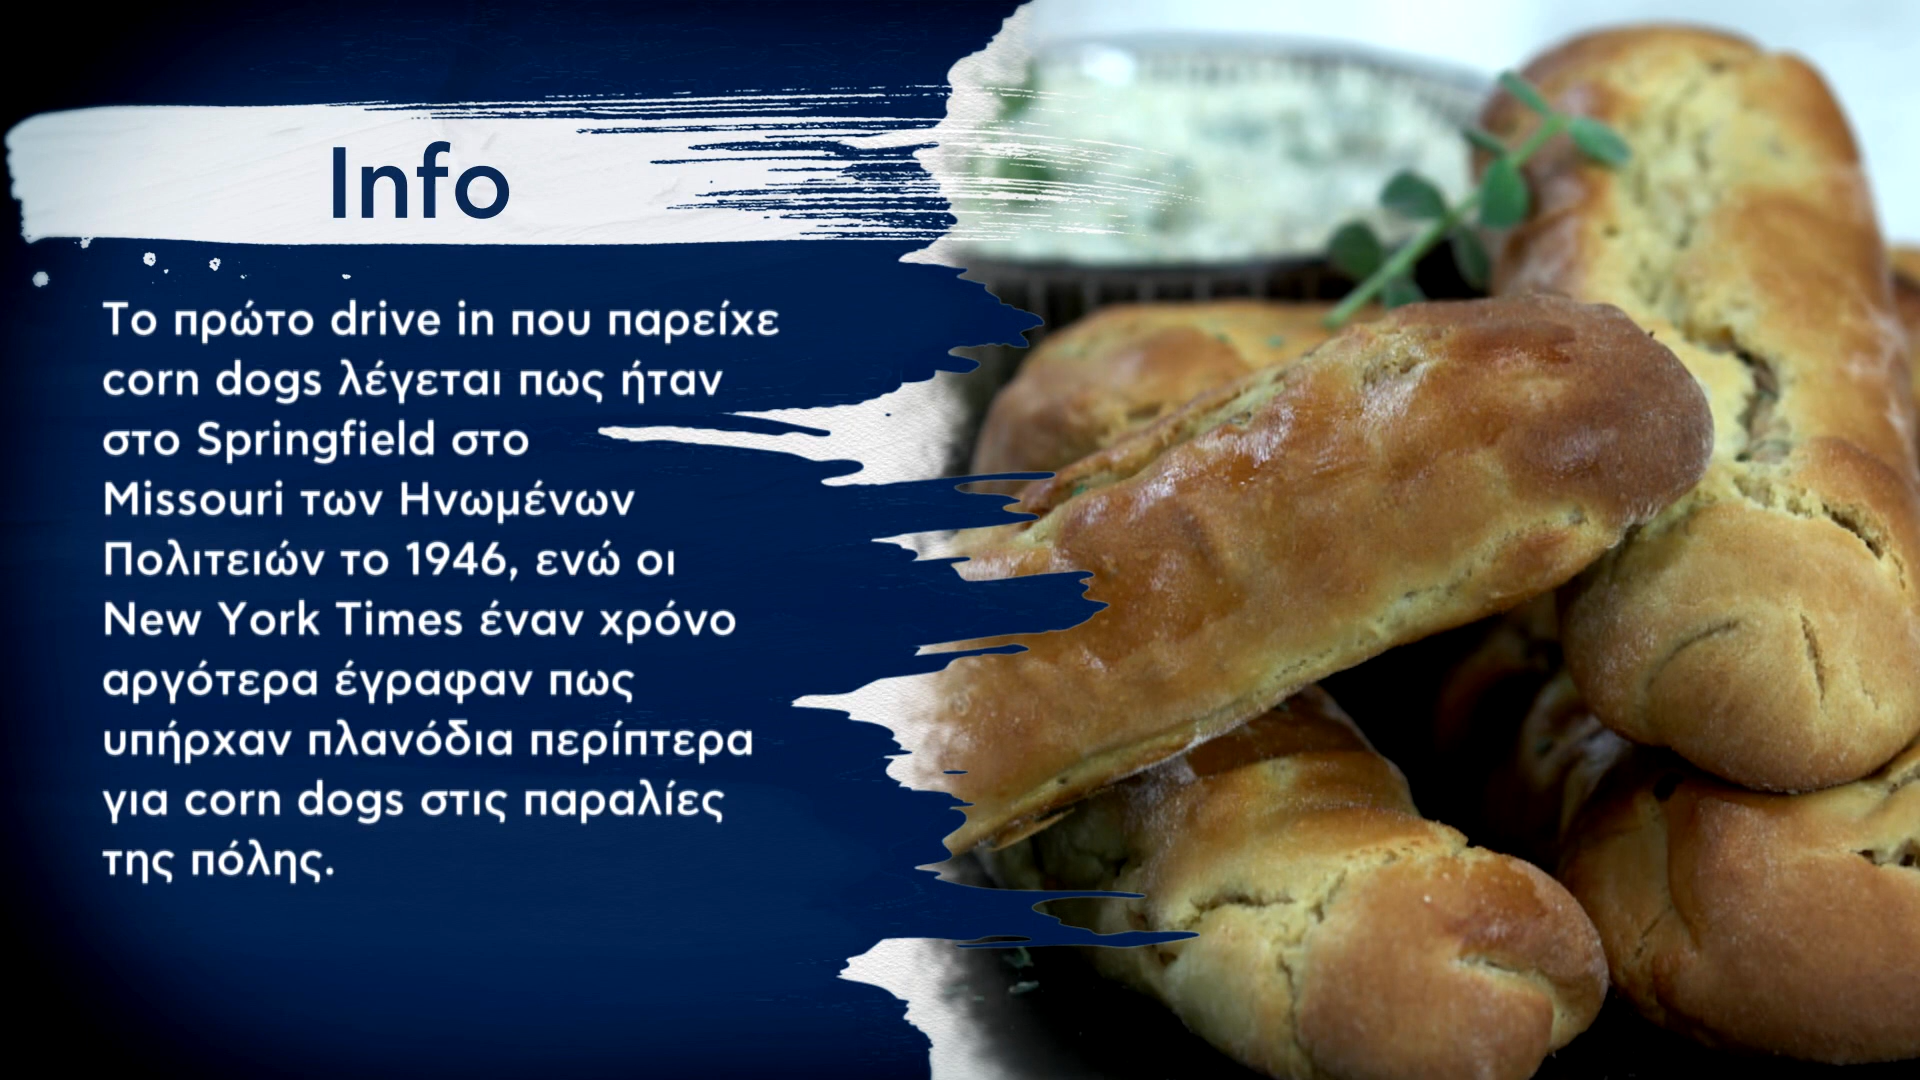 Info
Το πρώτο drive in που παρείχε
corn dogs λέγεται πως ήταν
στο Springfield στο
Missouri των Ηνωμένων
Πολιτειών το 1946, ενώ οι
New York Times έναν χρόνο
αργότερα έγραφαν πως
υπήρχαν πλανόδια περίπτερα
για corn dogs στις παραλίες
της πόλης.